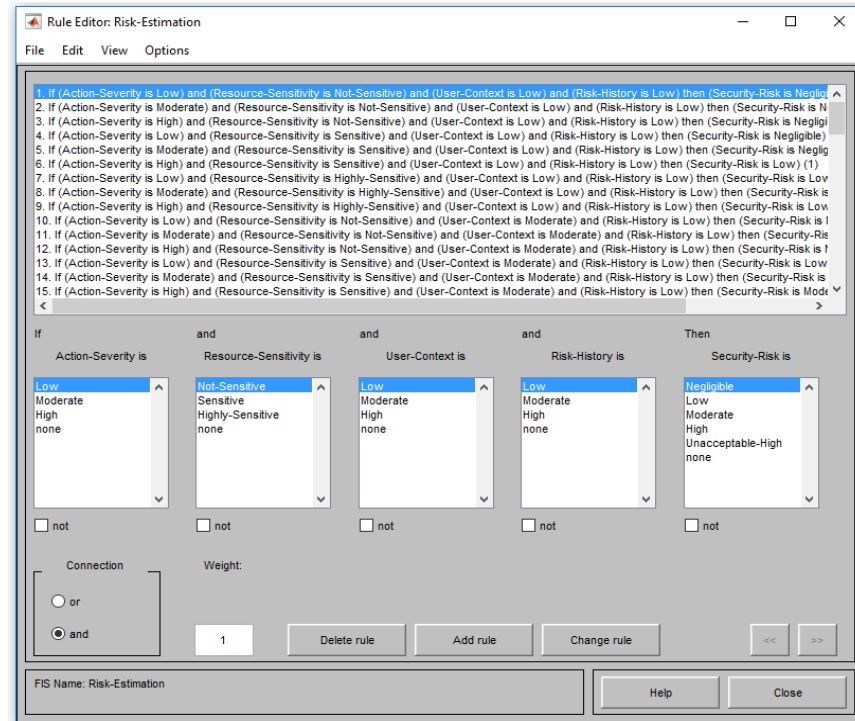 Rule Editor: Risk-Estimation
File Edit View Options
1. If (Action-Severity is Low) and (Resource-Sensitivity is Not-Sensitive) and (User-Context is Low) and (Risk-History is Low) then (Security-Risk is
2. If (Action-Severity is Moderate) and (Resource-Sensitivity is Not-Sensitive) and (User-Context is Low) and (Risk-History is Low) then (Security-Risk is
3. If (Action-Severity is High) and (Resource-Sensitivity is Not-Sensitive) and (User-Context is Low) and (Risk-History is Low) then (Security-Risk is
4. If (Action-Severity is Low) and (Resource-Sensitivity is Sensitive) and (User-Context is Low) and (Risk-History is Low) then (Security-Risk is Negligible)
5. If (Action-Severity is Moderate) and (Resource-Sensitivity is Sensitive) and (User-Context is Low) and (Risk-History is Low) then (Security-Risk is
6. If (Action-Severity is High) and (Resource-Sensitivity is Sensitive) and (User-Context is Low) and (Risk-History is Low) then (Security-Risk is Low) (1)
7. If (Action-Severity is Low) and (Resource-Sensitivity is Highly-Sensitive) and (User-Context is Low) and (Risk-History is Low) then (Security-Risk is Low
8. If (Action-Severity is Moderate) and (Resource-Sensitivity is Highly-Sensitive) and (User-Context is Low) and (Risk-History is Low) then (Security-Risk is
9. If (Action-Severity is High) and (Resource-Sensitivity is Highly-Sensitive) and (User-Context is Low) and (Risk-History is Low) then (Security-Risk is Low
10. If (Action-Severity is Low) and (Resource-Sensitivity is Not-Sensitive) and (User-Context is Moderate) and (Risk-History is Low) then (Security-Risk is
11. If (Action-Severity is Moderate) and (Resource-Sensitivity is Not-Sensitive) and (User-Context is Moderate) and (Risk-History is Low) then (Security-Ris
12. If (Action-Severity is High) and (Resource-Sensitivity is Not-Sensitive) and (User-Context is Moderate) and (Risk-History is Low) then (Security-Risk is
13. If (Action-Severity is Low) and (Resource-Sensitivity is Sensitive) and (User-Context is Moderate) and (Risk-History is Low) then (Security-Risk is Low
14. If (Action-Severity is Moderate) and (Resource-Sensitivity is Sensitive) and (User-Context is Moderate) and (Risk-History is Low) then (Security-Risk is
15. If (Action-Severity is High) and (Resource-Sensitivity is Sensitive) and (User-Context is Moderate) and (Risk-History is Low) then (Security-Risk is Mode
If and and and Then
Action-Severity is Resource-Sensitivity is User-Context is Risk-History is Security-Risk is
Low Not-Sensitive Low Low Negligible
Moderate Sensitive Moderate Moderate Low
High Highly-Sensitive High High Moderate
none none none none High
Unacceptable-High
none
not not not not not
Connection Weight:
or
and 1 Delete rule Add rule Change rule << >>
FIS Name: Risk-Estimation Help Close